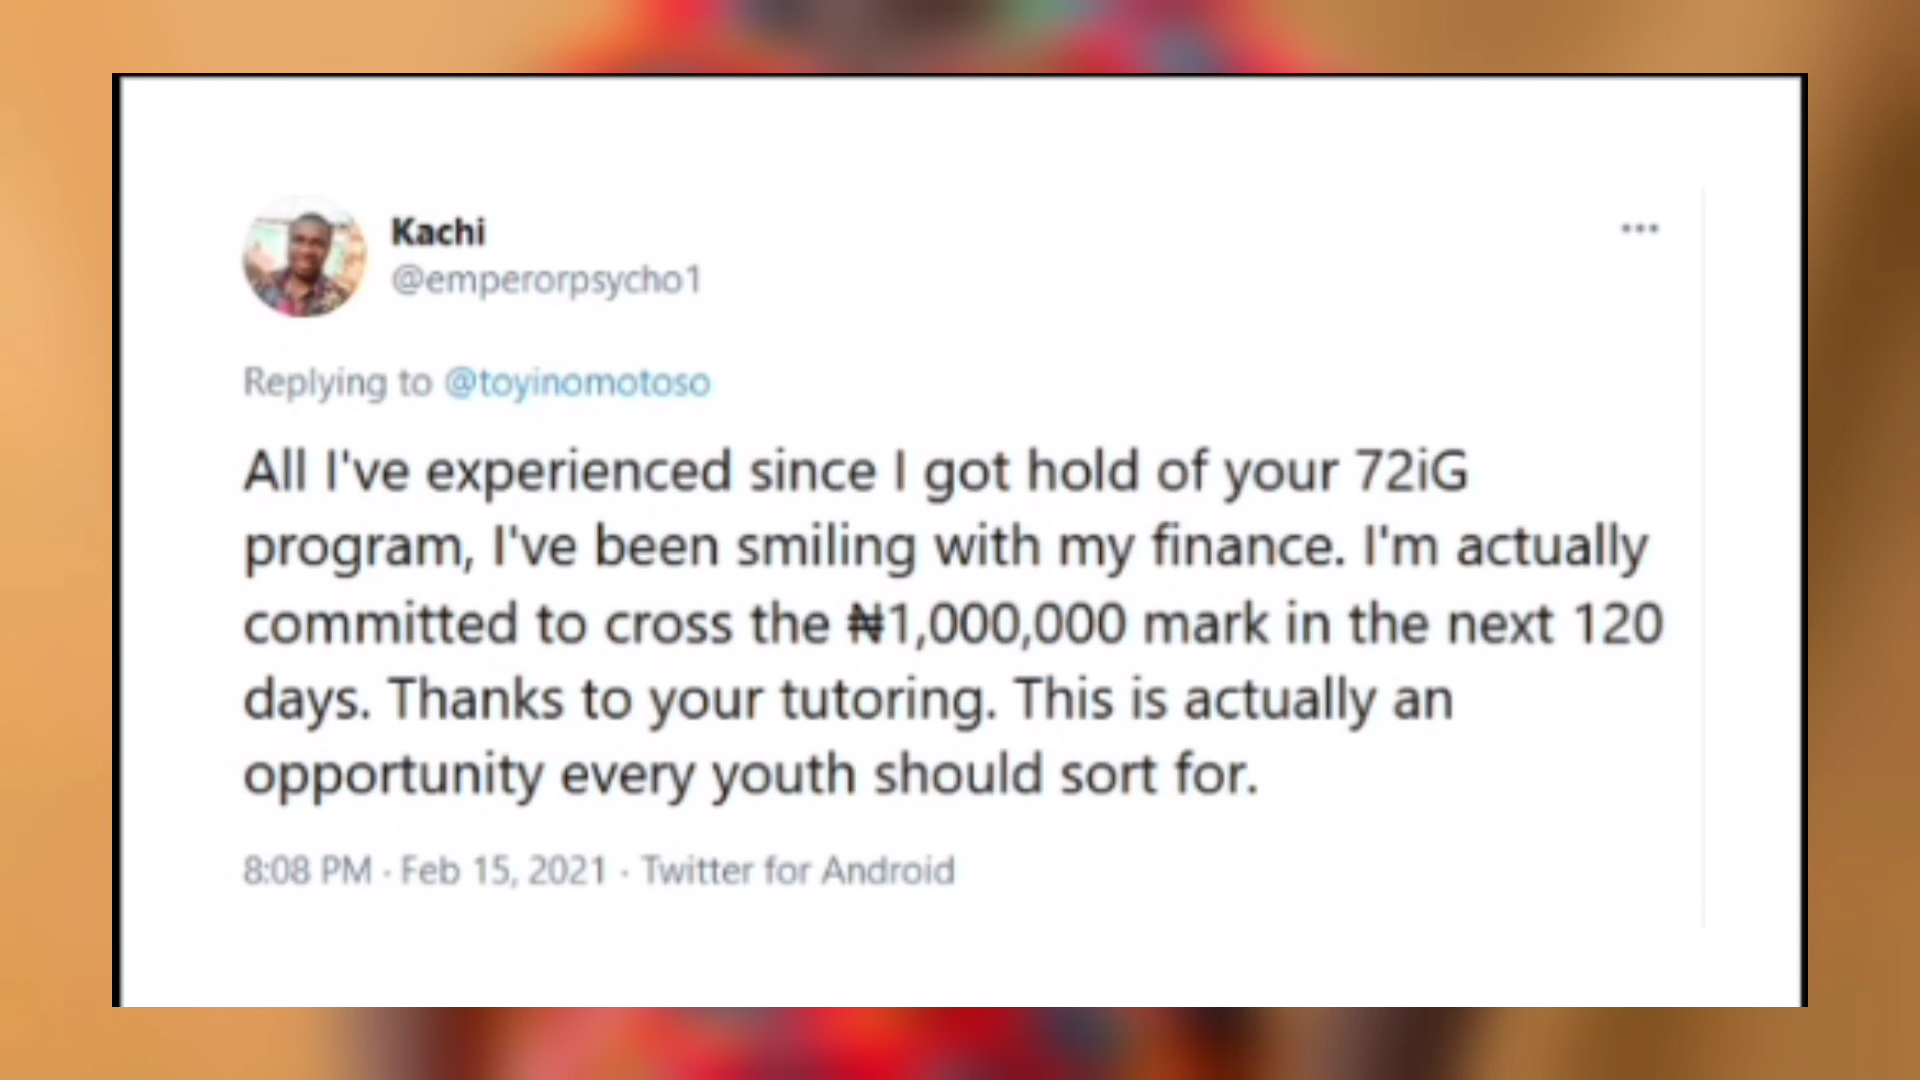 Kachi
@emperorpsycho1
Replying to @toyinomotoso
All I've experienced since I got hold of your 72iG
program, I've been smiling with my finance. I'm actually
committed to cross the ₦1,000,000 mark in the next 120
days. Thanks to your tutoring. This is actually an
opportunity every youth should sort for.
8:08 PM · Feb 15, 2021 · Twitter for Android